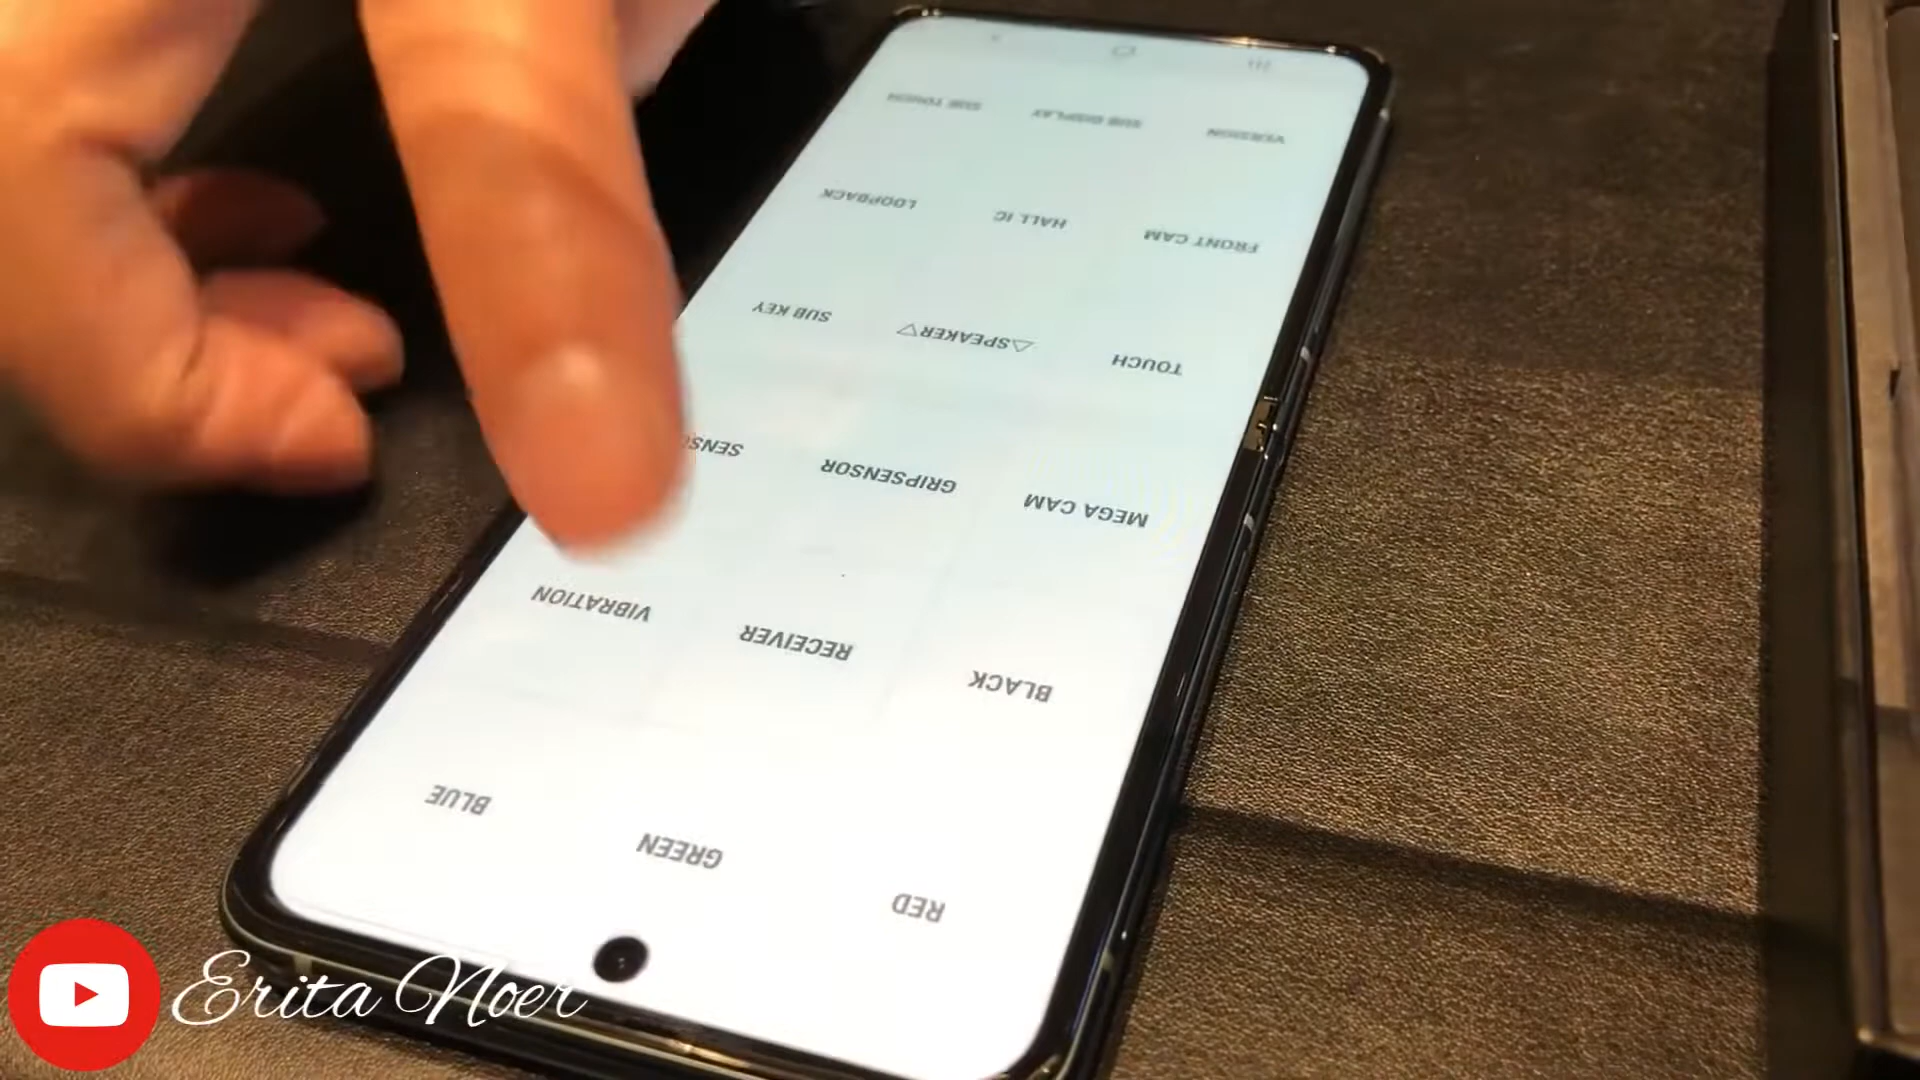 RED GREEN BLUE
BLACK RECEIVER VIBRATION
MEGA CAM GRIPSENSOR SENSO
TOUCH △SPEAKER▽ SUB KEY
FRONT CAM HALL IC LOOPBACK
VERSION SUB DISPLAY SUB TOUCH
Erita Noer